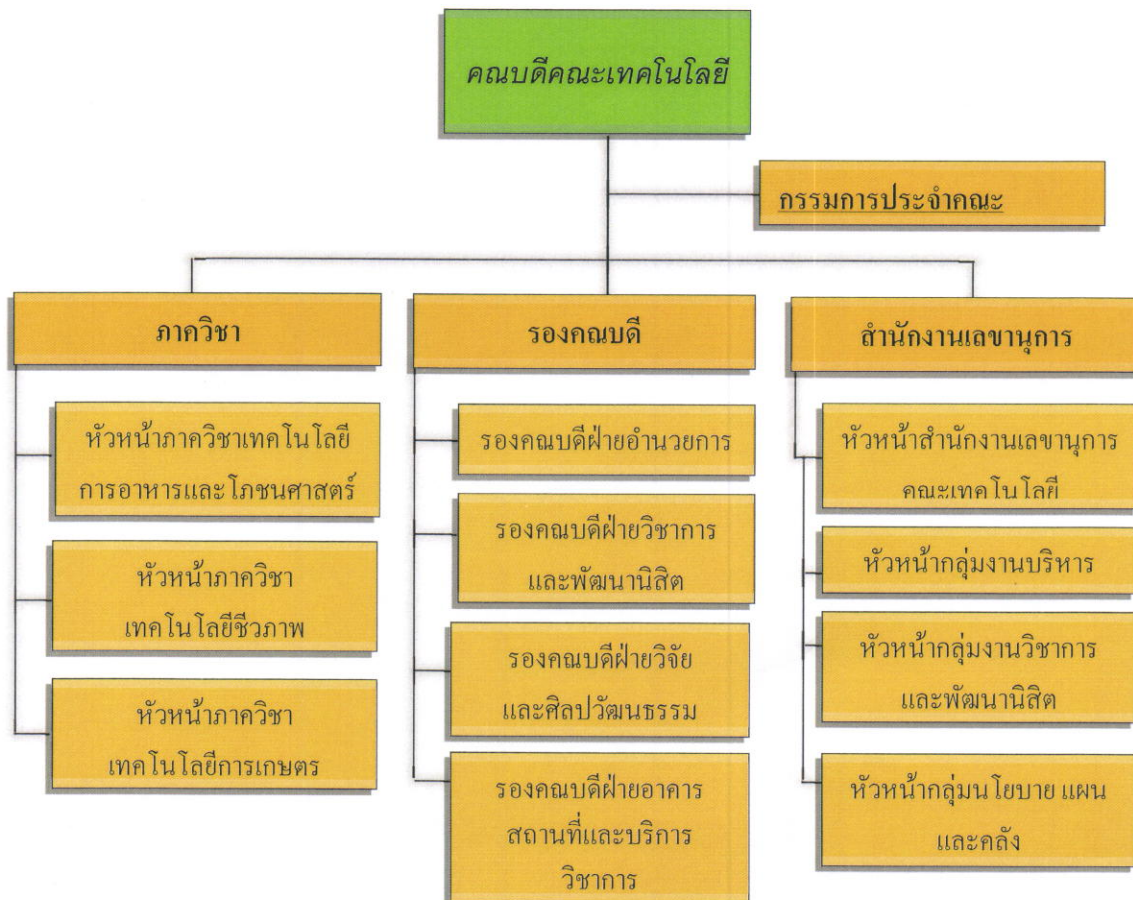 คณบดีคณะเทคโนโลยี
กรรมการประจำคณะ
ภาควิชา
หัวหน้าภาควิชาเทคโนโลยี
การอาหารและโภชนศาสตร์
หัวหน้าภาควิชา
เทคโนโลยีชีวภาพ
หัวหน้าภาควิชา
เทคโนโลยีการเกษตร
รองคณบดี
รองคณบดีฝ่ายอำนวยการ
รองคณบดีฝ่ายวิชาการ
และพัฒนานิสิต
รองคณบดีฝ่ายวิจัย
และศิลปวัฒนธรรม
รองคณบดีฝ่ายอาคาร
สถานที่และบริการ
วิชาการ
สำนักงานเลขานุการ
หัวหน้าสำนักงานเลขานุการ
คณะเทคโนโลยี
หัวหน้ากลุ่มงานบริหาร
หัวหน้ากลุ่มงานวิชาการ
และพัฒนานิสิต
หัวหน้ากลุ่มนโยบาย แผน
และคลัง